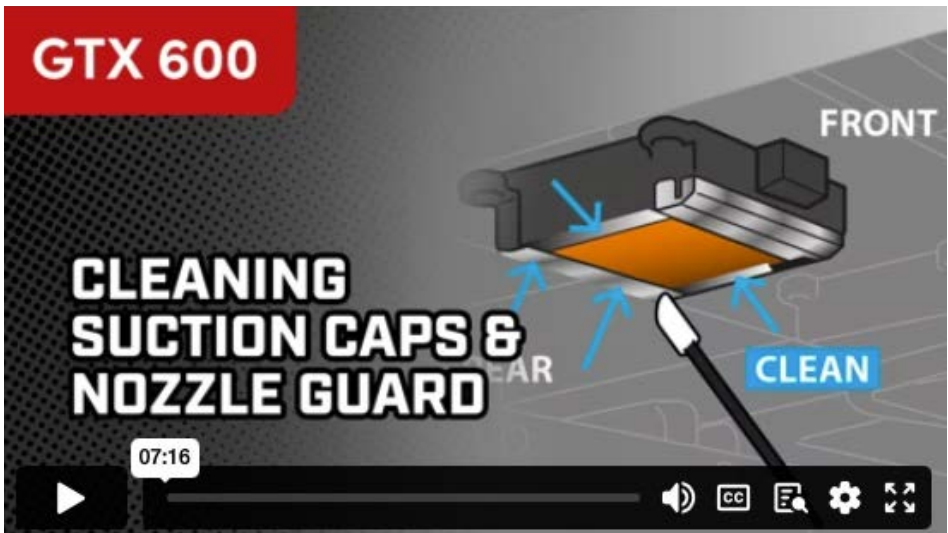 GTX 600
FRONT
CLEANING
SUCTION CAPS &
NOZZLE GUARD
EAR
CLEAN
07:16
CC